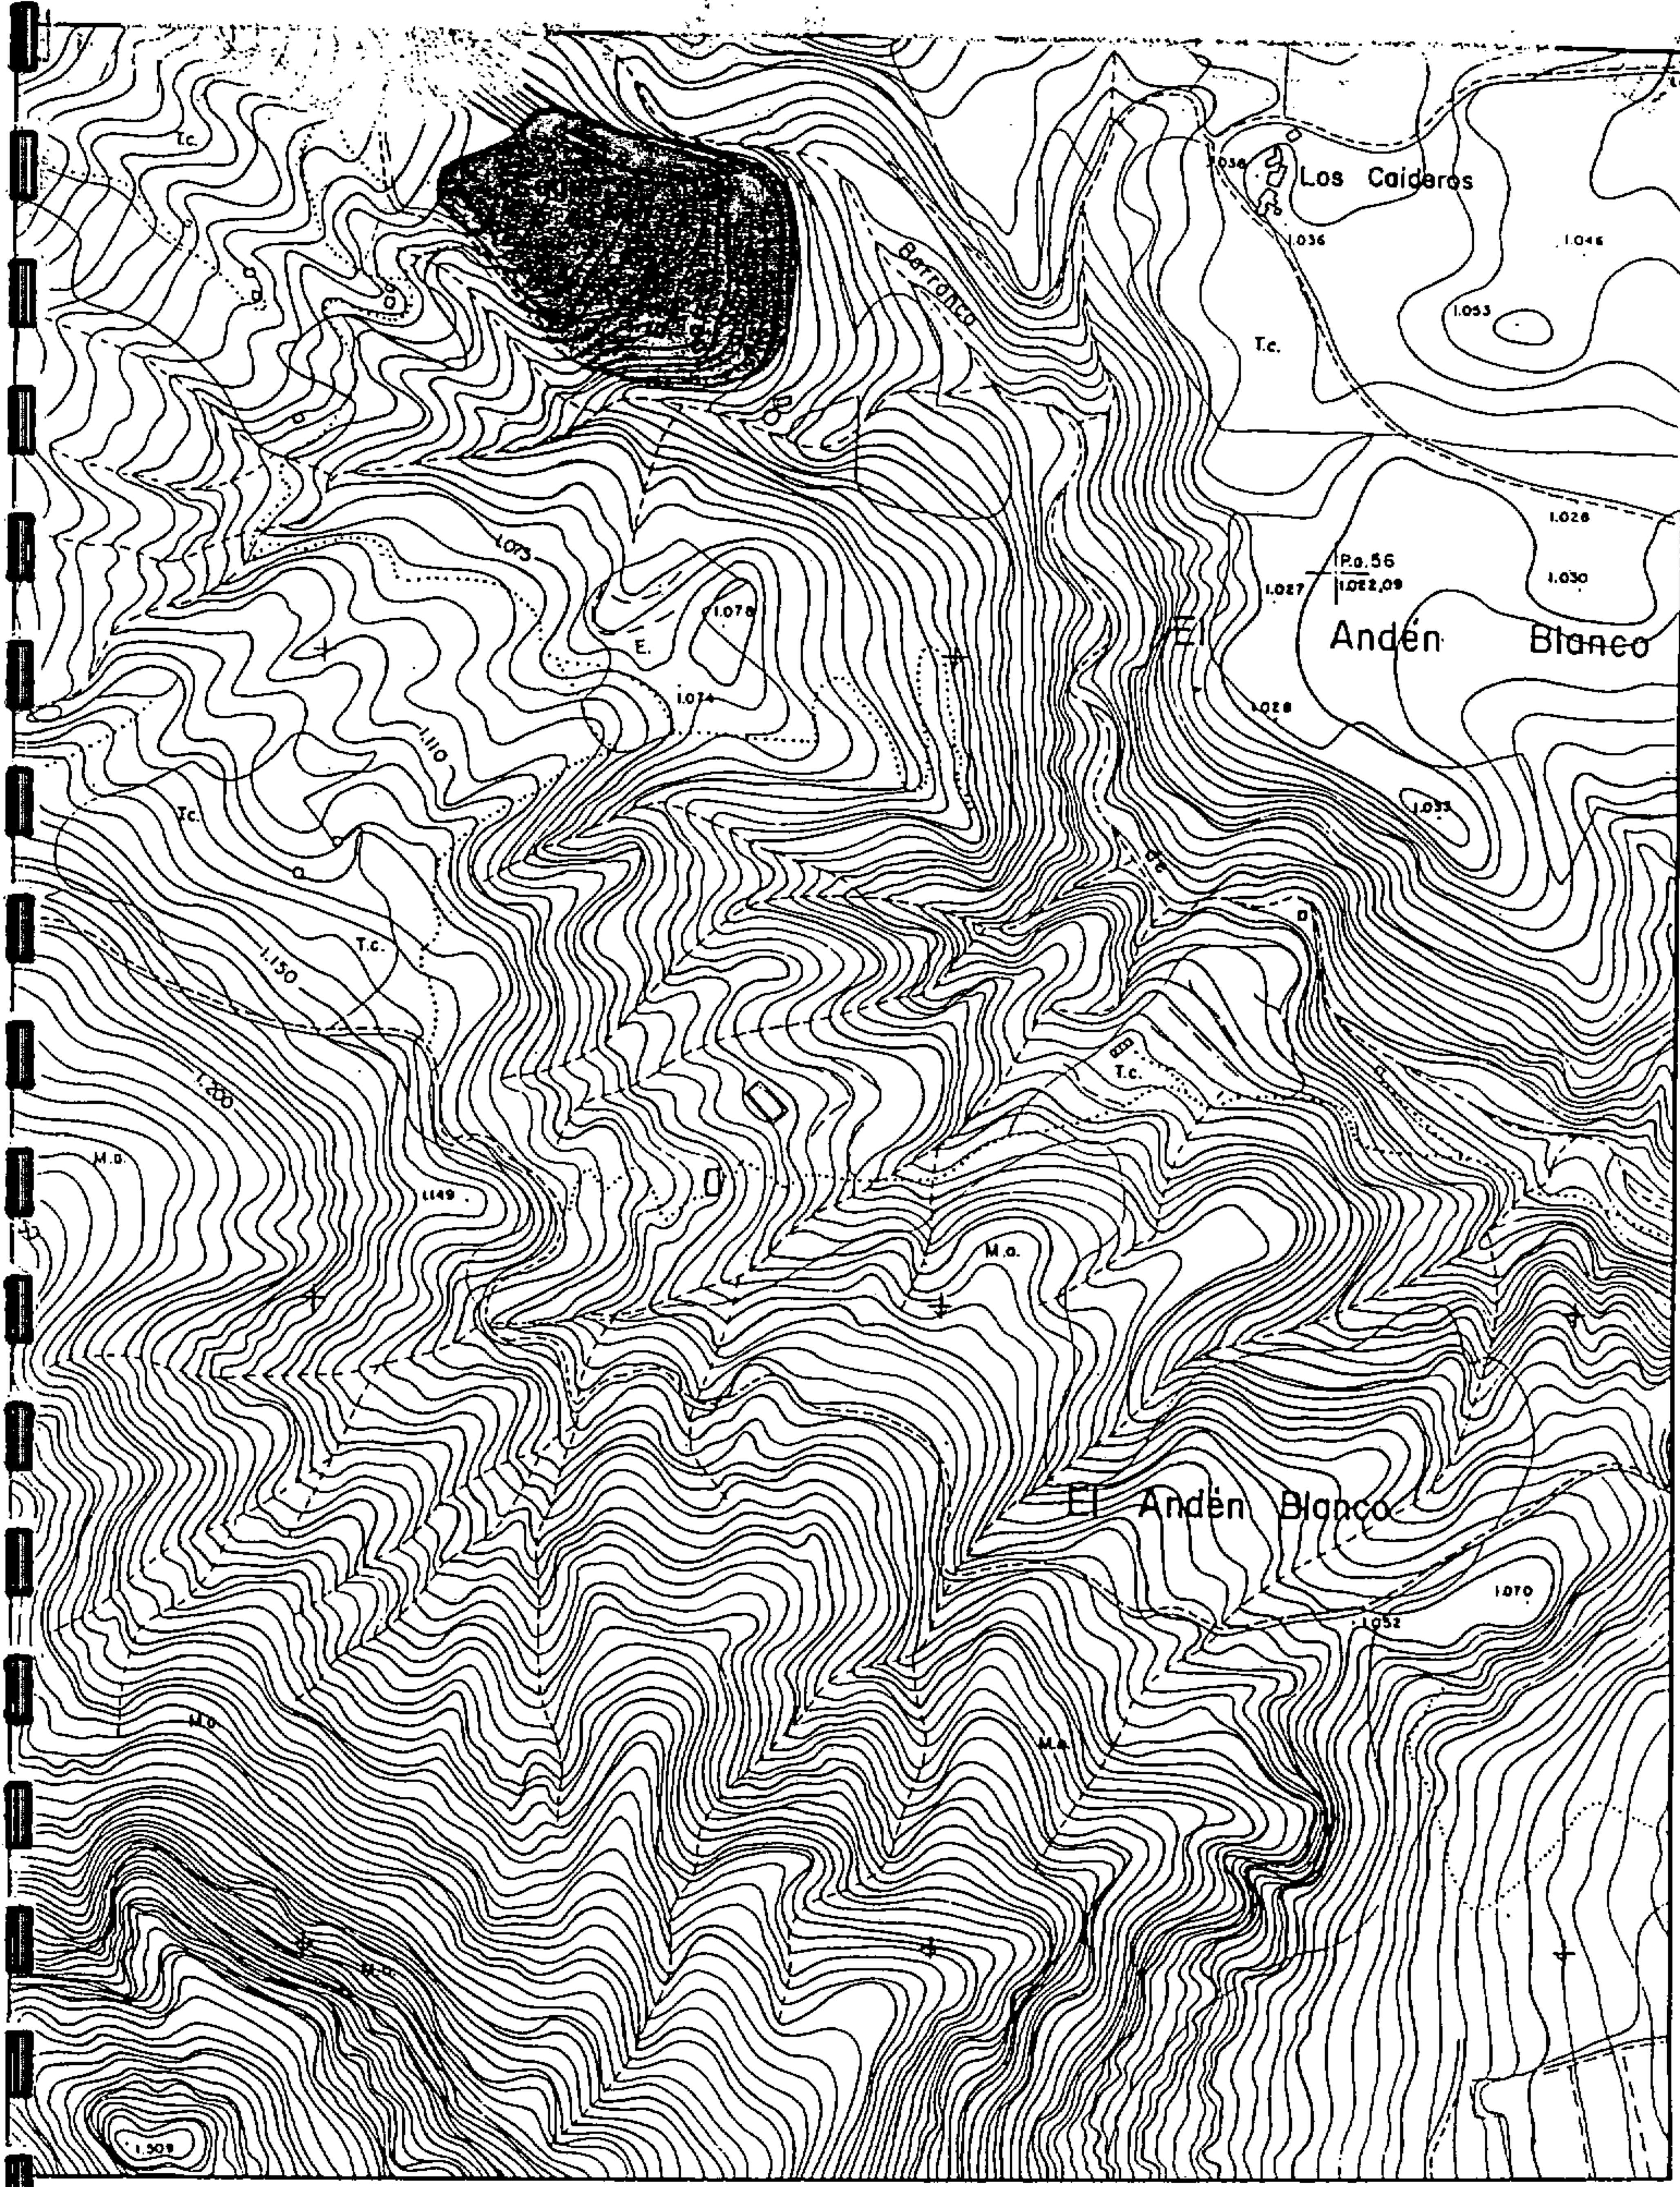 T.c.
1.036
Los Caideros
1.036
1.046
Barranco
1.053
T.c.
1.028
1.075
P.a.56
1.022,09
1.027
1.030
1.078
E.
El Andén Blanco
1.074
1.028
1.110
1.033
T.c.
de
T.c.
1.150
T.c.
1.200
M.a.
1.149
M.a.
El Andén Blanco
1.070
1.052
M.a.
M.a.
M.a.
1.509